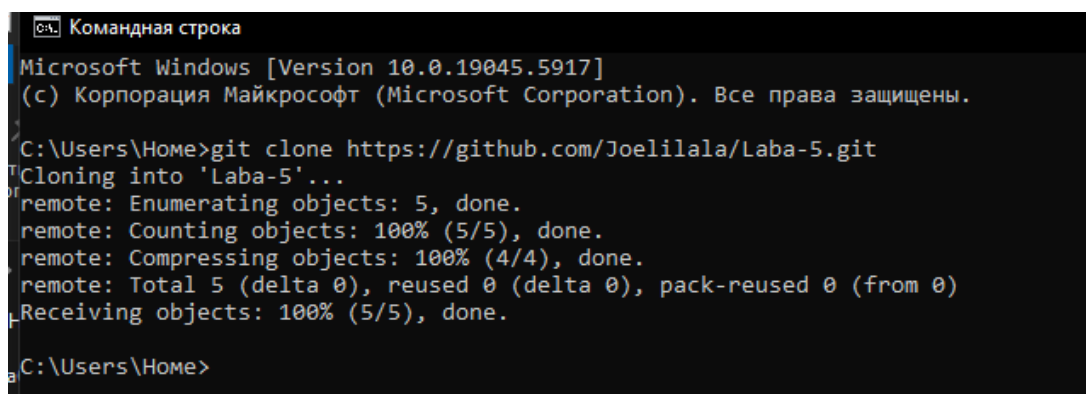 Командная строка
Microsoft Windows [Version 10.0.19045.5917]
(c) Корпорация Майкрософт (Microsoft Corporation). Все права защищены.
C:\Users\Номе>git clone https://github.com/Joelilala/Laba-5.git
Cloning into 'Laba-5'...
remote: Enumerating objects: 5, done.
remote: Counting objects: 100% (5/5), done.
remote: Compressing objects: 100% (4/4), done.
remote: Total 5 (delta 0), reused 0 (delta 0), pack-reused 0 (from 0)
Receiving objects: 100% (5/5), done.
C:\Users\Номе>